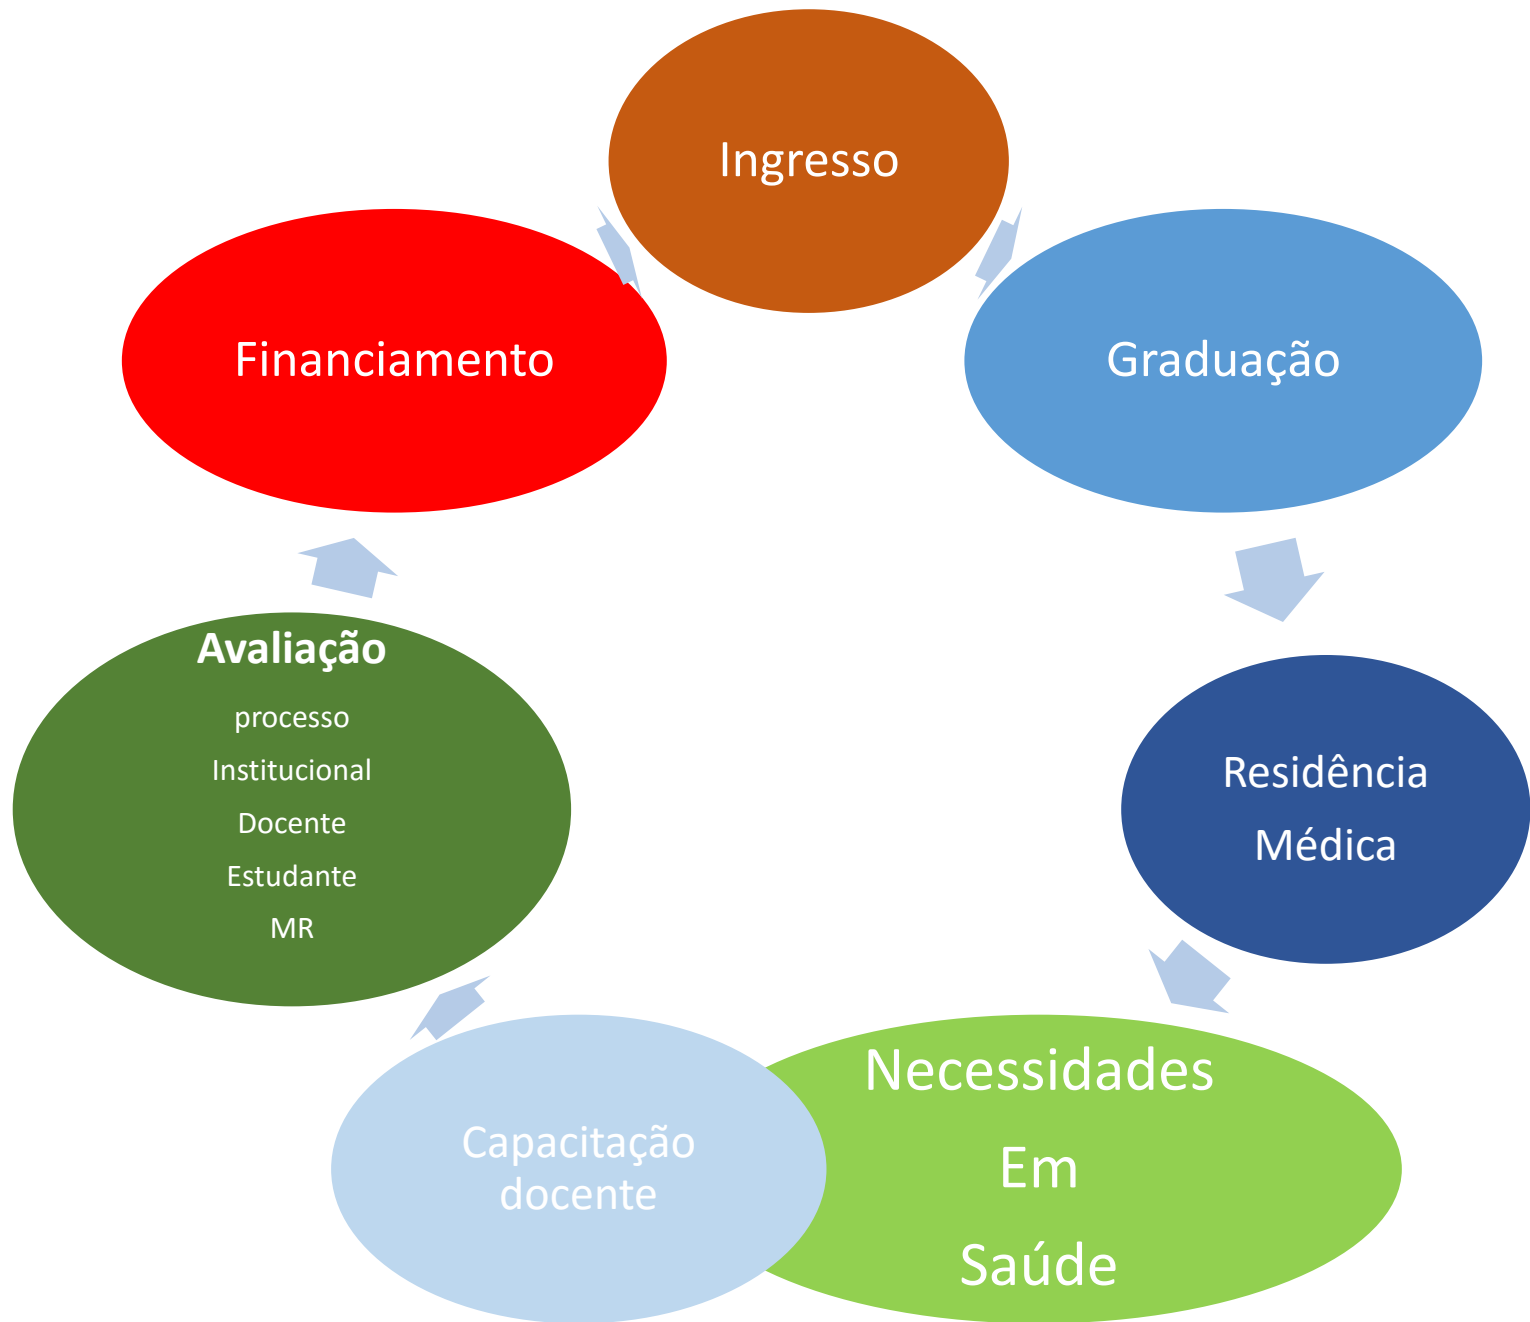 Ingresso
Graduação
Residência
Médica
Necessidades
Em
Saúde
Capacitação
docente
Avaliação
processo
Institucional
Docente
Estudante
MR
Financiamento